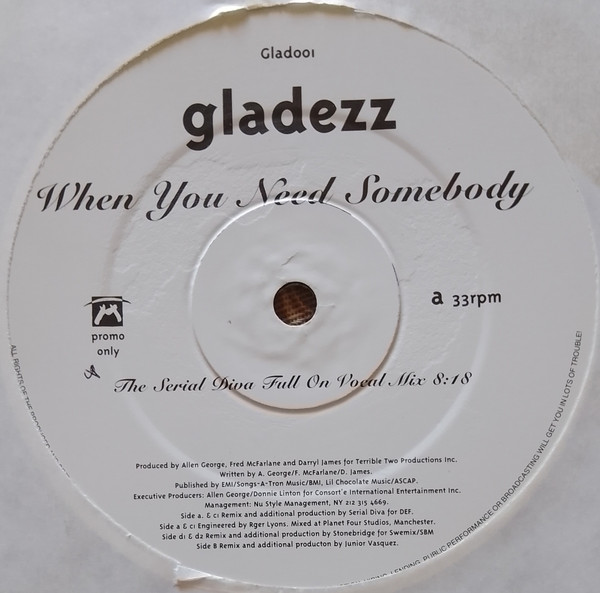 Glad001
gladezz
When You Need Somebody
a 33rpm
promo
only
The Serial Diva Full On Vocal Mix 8:18
Produced by Allen George, Fred McFarlane and Darryl James for Terrible Two Productions Inc.
Written by A. George/F. McFarlane/D. James.
Published by EMI/Songs-A-Tron Music/BMI, Lil Chocolate Music/ASCAP.
Executive Producers: Allen George/Donnie Linton for Consort'e International Entertainment Inc.
Management: Nu Style Management, NY 212 315 4669.
Side a. & c1 Remix and additional production by Serial Diva for DEF.
Side a & c1 Engineered by Rger Lyons. Mixed at Planet Four Studios, Manchester.
Side d1 & d2 Remix and additional production by Stonebridge for Swemix/SBM
Side B Remix and additional producton by Junior Vasquez.
ALL RIGHTS OF THE
LENDING, PUBLIC PERFORMANCE OR BROADCASTING WILL GET YOU IN LOTS OF TROUBLE!